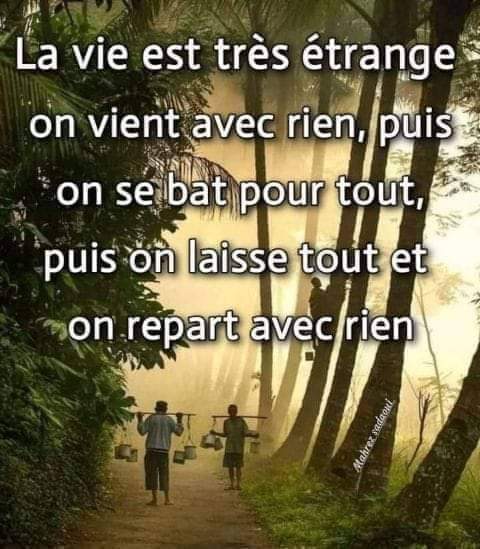 La vie est très étrange
on vient avec rien, puis
on se bat pour tout,
puis on laisse tout et
on repart avec rien
Mahrez sadaoui